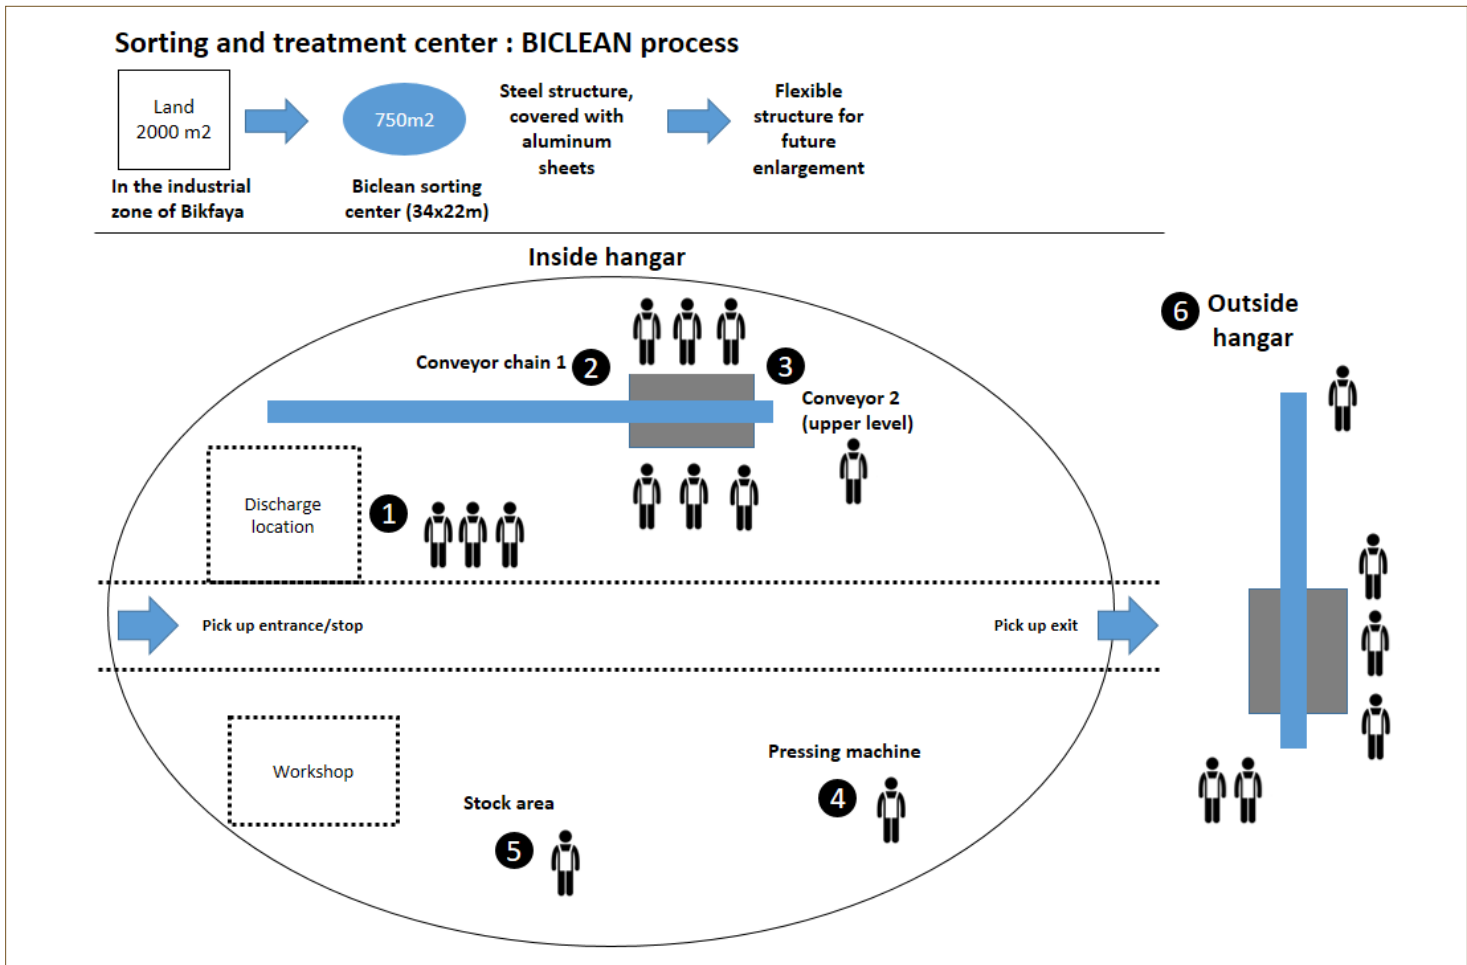 Sorting and treatment center : BICLEAN process
Land
2000 m2
In the industrial
zone of Bikfaya
750m2
Biclean sorting
center (34x22m)
Steel structure,
covered with
aluminum
sheets
Flexible
structure for
future
enlargement
Inside hangar
Conveyor chain 1
2
3
Conveyor 2
(upper level)
Discharge
location
1
Pick up entrance/stop
Pick up exit
Workshop
Stock area
5
Pressing machine
4
6
Outside
hangar